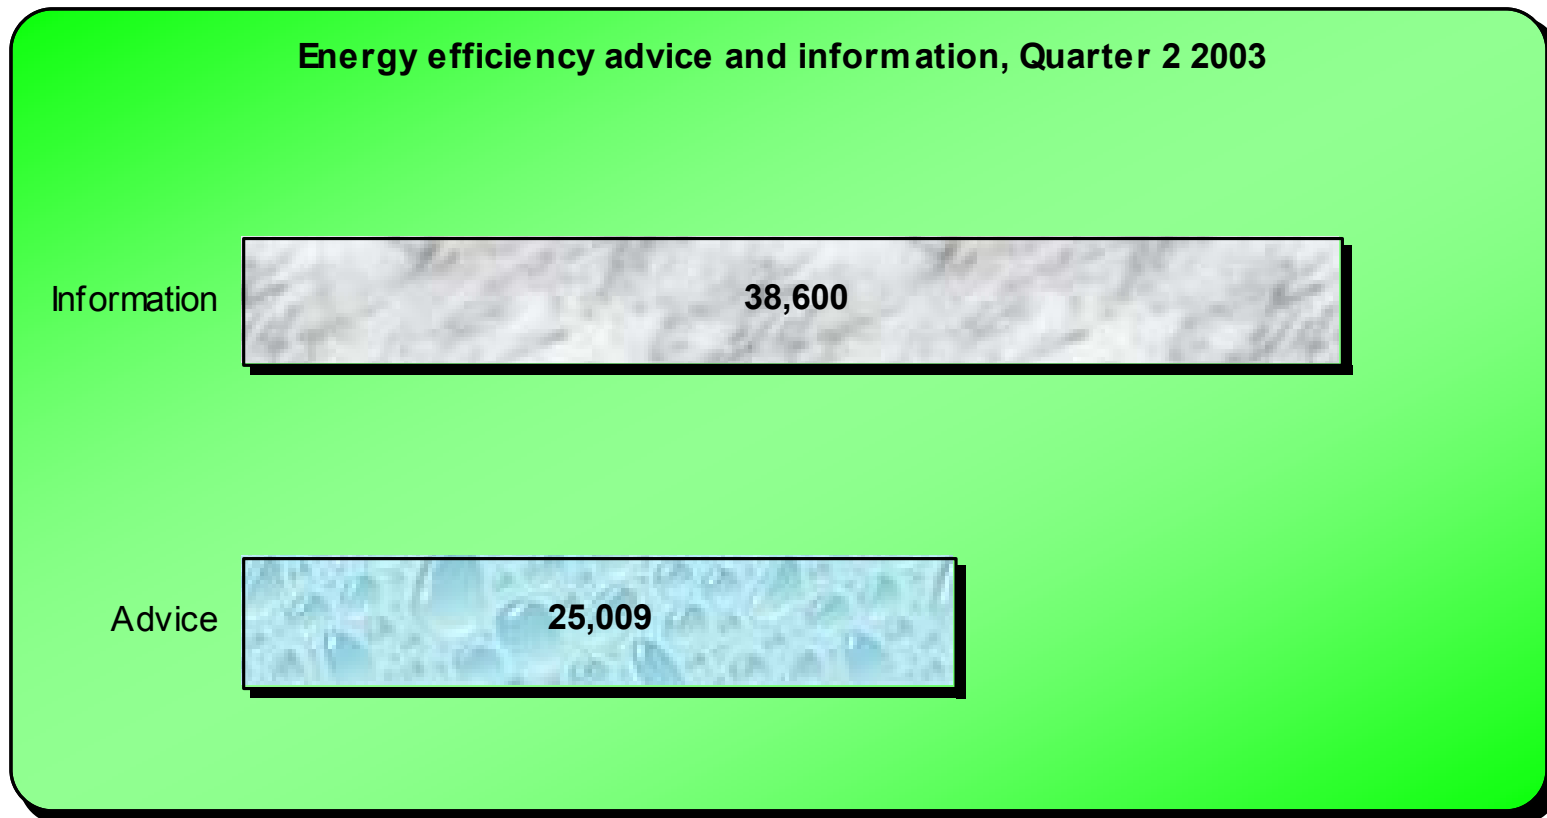 Energy efficiency advice and information, Quarter 2 2003
Information
38,600
Advice
25,009